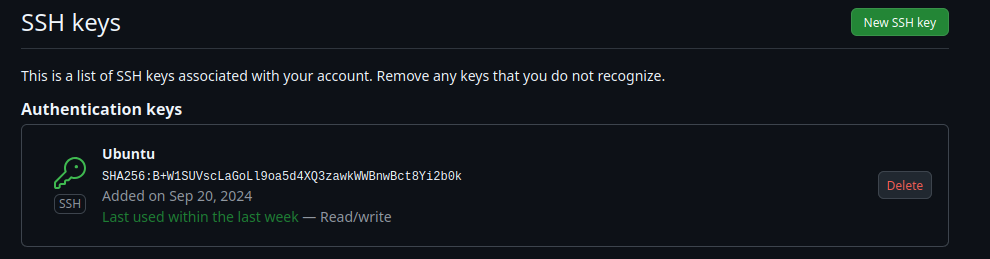 SSH keys
New SSH key
This is a list of SSH keys associated with your account. Remove any keys that you do not recognize.
Authentication keys
Ubuntu
SHA256:B+W1SUVscLaGoLl9oa5d4XQ3zawkWWBnwBct8Yi2b0k
SSH
Added on Sep 20, 2024
Last used within the last week — Read/write
Delete